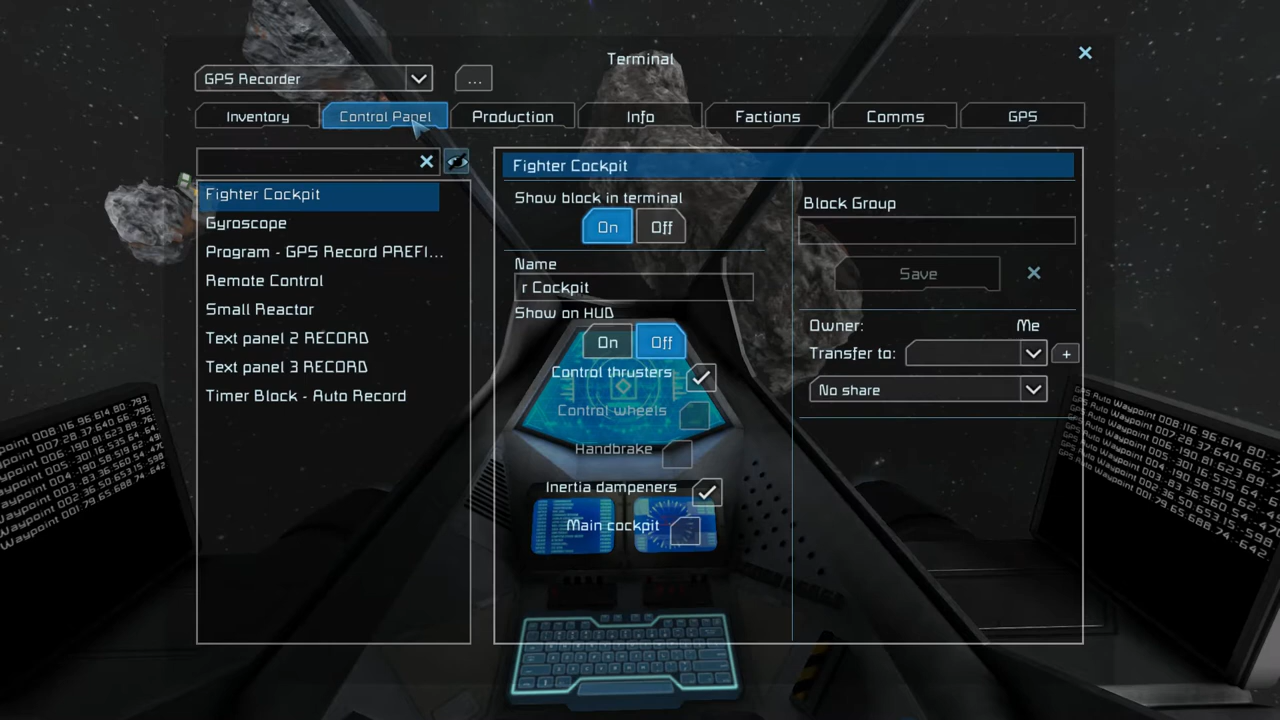 Terminal
GPS Recorder
...
Inventory
Control Panel
Production
Info
Factions
Comms
GPS
Fighter Cockpit
Gyroscope
Program - GPS Record PREFI...
Remote Control
Small Reactor
Text panel 2 RECORD
Text panel 3 RECORD
Timer Block - Auto Record
Fighter Cockpit
Show block in terminal
On Off
Name
r Cockpit
Show on HUD
On Off
Control thrusters
Control wheels
Handbrake
Inertia dampeners
Main cockpit
Block Group
Save
Owner: Me
Transfer to:
+
No share